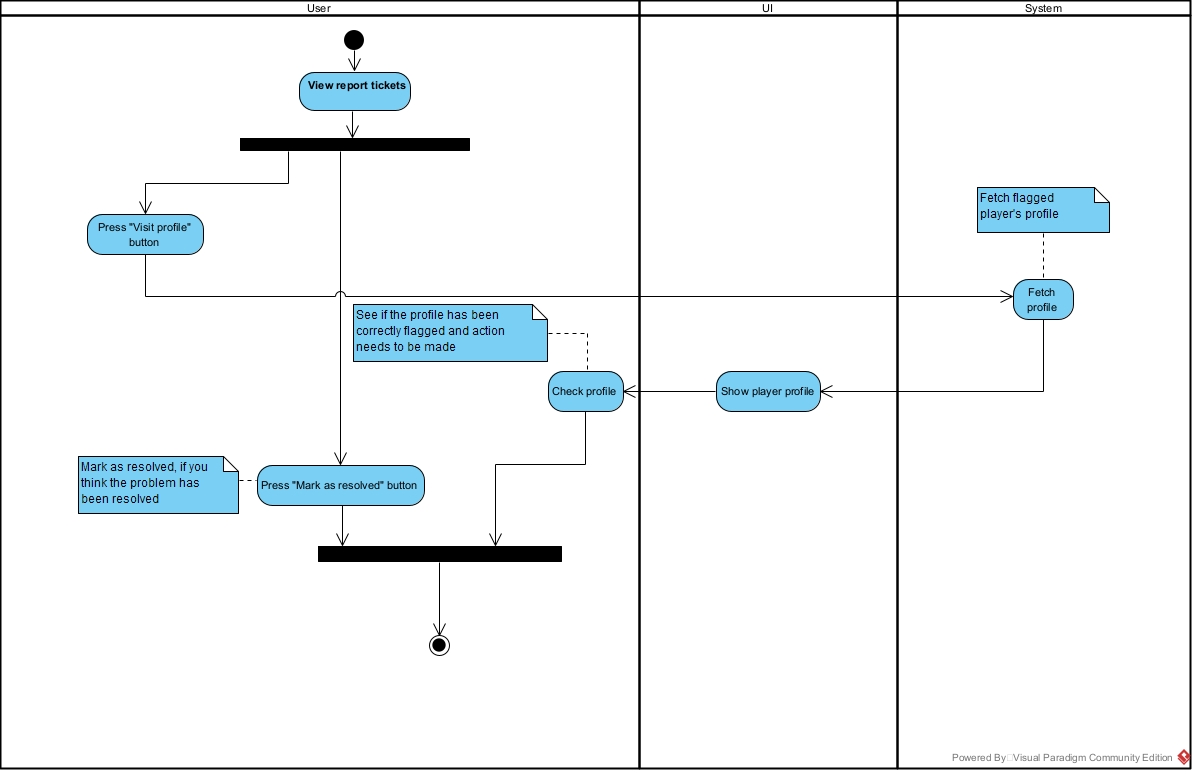 User
UI
System
View report tickets
Press "Visit profile"
button
Fetch flagged
player's profile
Fetch
profile
See if the profile has been
correctly flagged and action
needs to be made
Check profile
Show player profile
Mark as resolved, if you
think the problem has
been resolved
Press "Mark as resolved" button
Powered By Visual Paradigm Community Edition